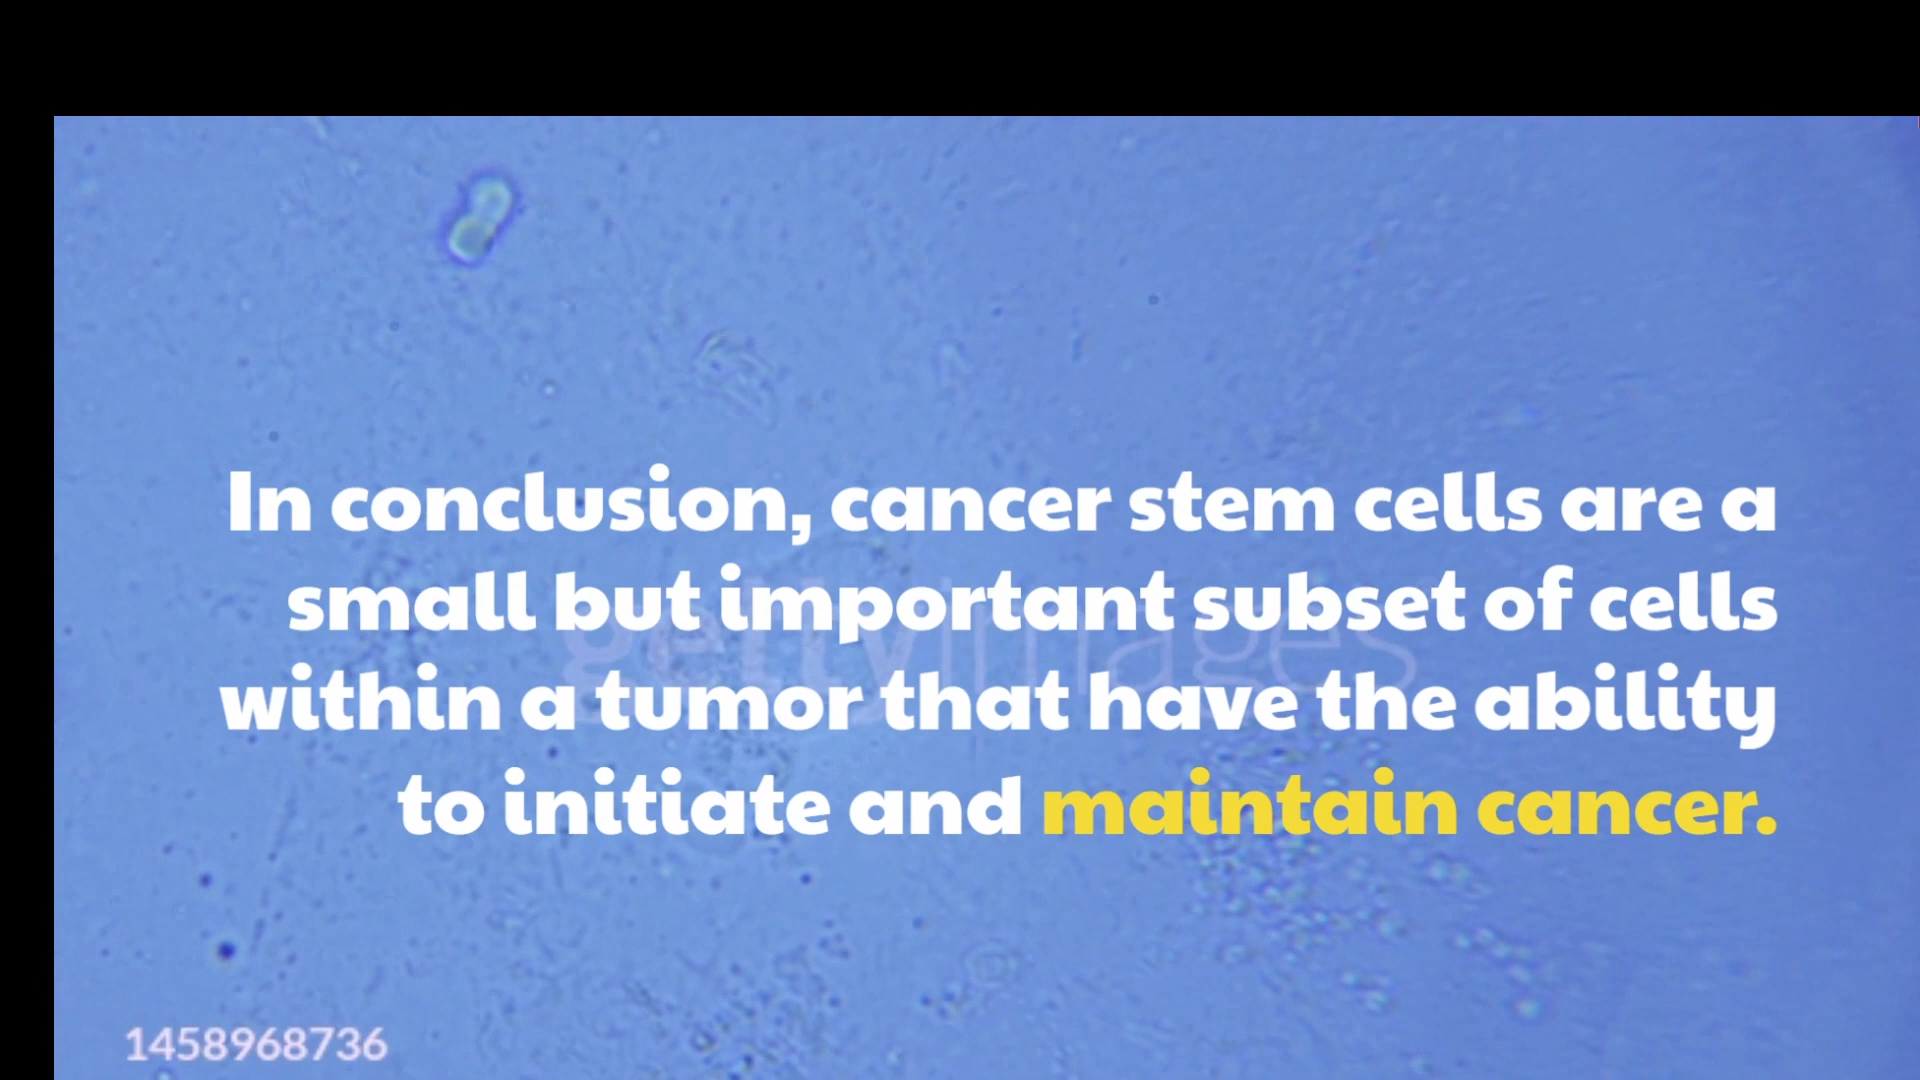 In conclusion, cancer stem cells are a
small but important subset of cells
within a tumor that have the ability
to initiate and maintain cancer.
gettyimages
1458968736